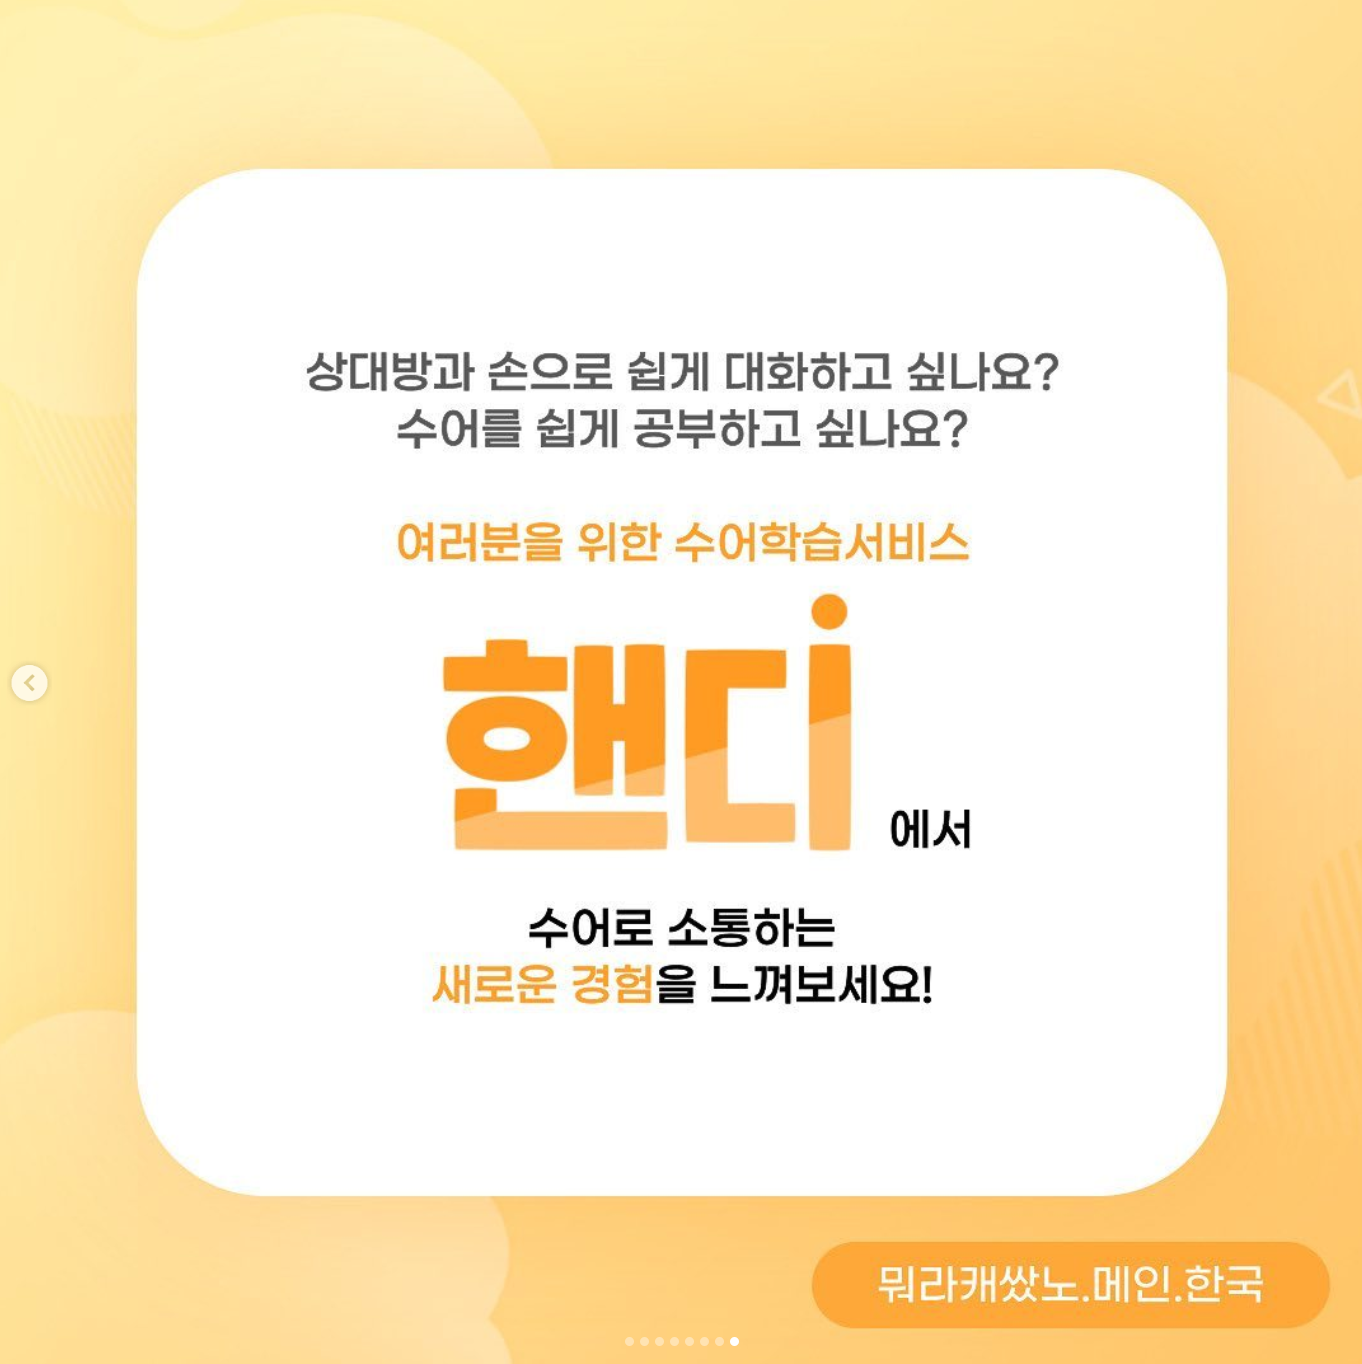 상대방과 손으로 쉽게 대화하고 싶나요?
수어를 쉽게 공부하고 싶나요?
여러분을 위한 수어학습서비스
핸디 에서
수어로 소통하는
새로운 경험을 느껴보세요!
뭐라캐쌌노.메인.한국